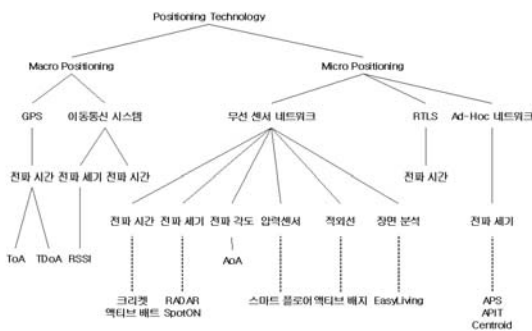 Positioning Technology
Macro Positioning
Micro Positioning
GPS
이동통신 시스템
무선 센서 네트워크
RTLS
Ad-Hoc 네트워크
전파 시간
전파 세기
전파 시간
전파 시간
전파 시간
전파 세기
전파 각도
압력센서
적외선
장면 분석
전파 세기
ToA
TDoA
RSSI
AoA
크리켓
액티브 배트
RADAR
SpotON
스마트 플로어
액티브 배지
EasyLiving
APS
APIT
Centroid